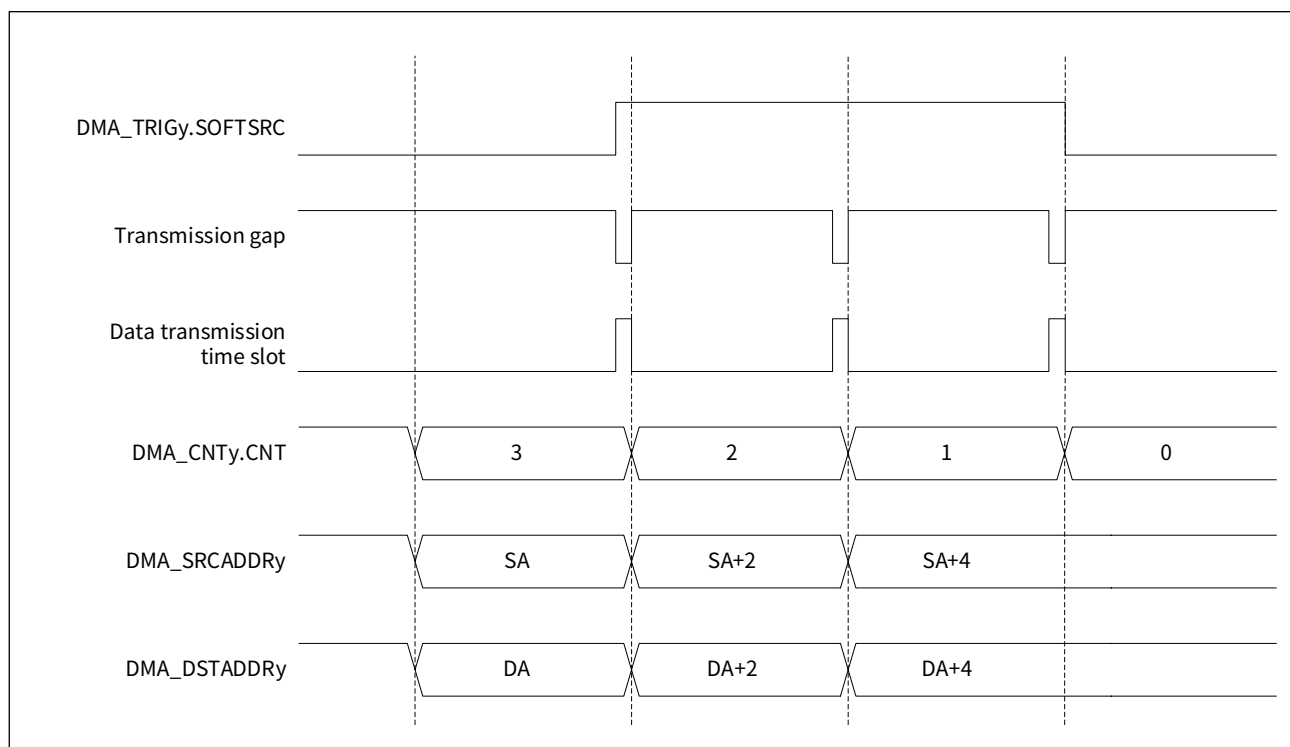 DMA_TRIGy.SOFTSRC
Transmission gap
Data transmission
time slot
DMA_CNTy.CNT 3 2 1 0
DMA_SRCADDRy SA SA+2 SA+4
DMA_DSTADDRy DA DA+2 DA+4